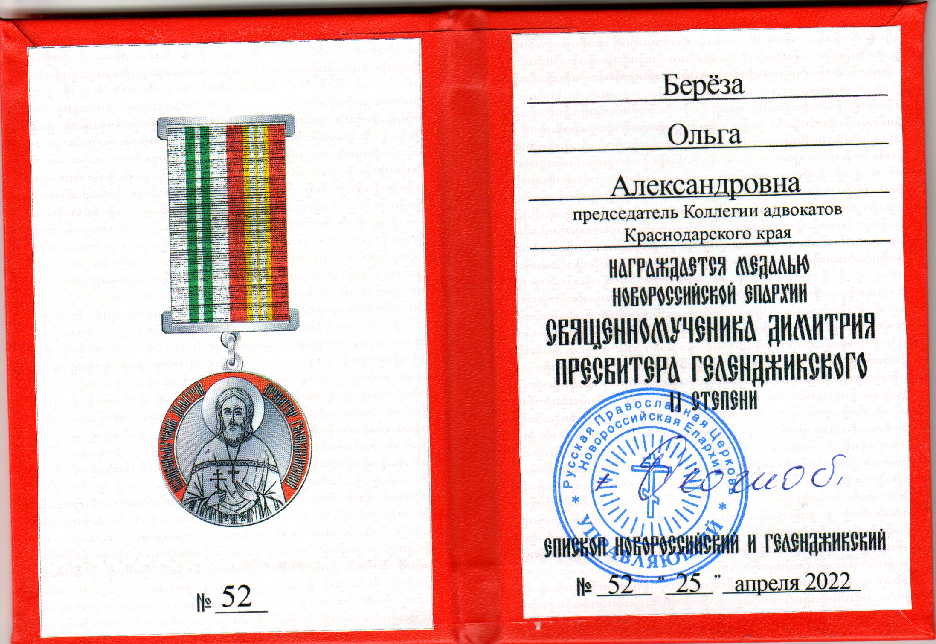 № 52
Берёза
Ольга
Александровна
председатель Коллегии адвокатов
Краснодарского края
НАГРАЖДАЕТСЯ МЕДАЛЬЮ
НОВОРОССИЙСКОЙ ЕПАРХИИ
СВЯЩЕННОМУЧЕНИКА ДИМИТРИЯ
ПРЕСВИТЕРА ГЕЛЕНДЖИКСКОГО
II СТЕПЕНИ
Русская Православная Церковь
Новороссийская Епархия
УПРАВЛЯЮЩИЙ
ЕПИСКОП НОВОРОССИЙСКИЙ И ГЕЛЕНДЖИКСКИЙ
№ 52 " 25 " апреля 2022